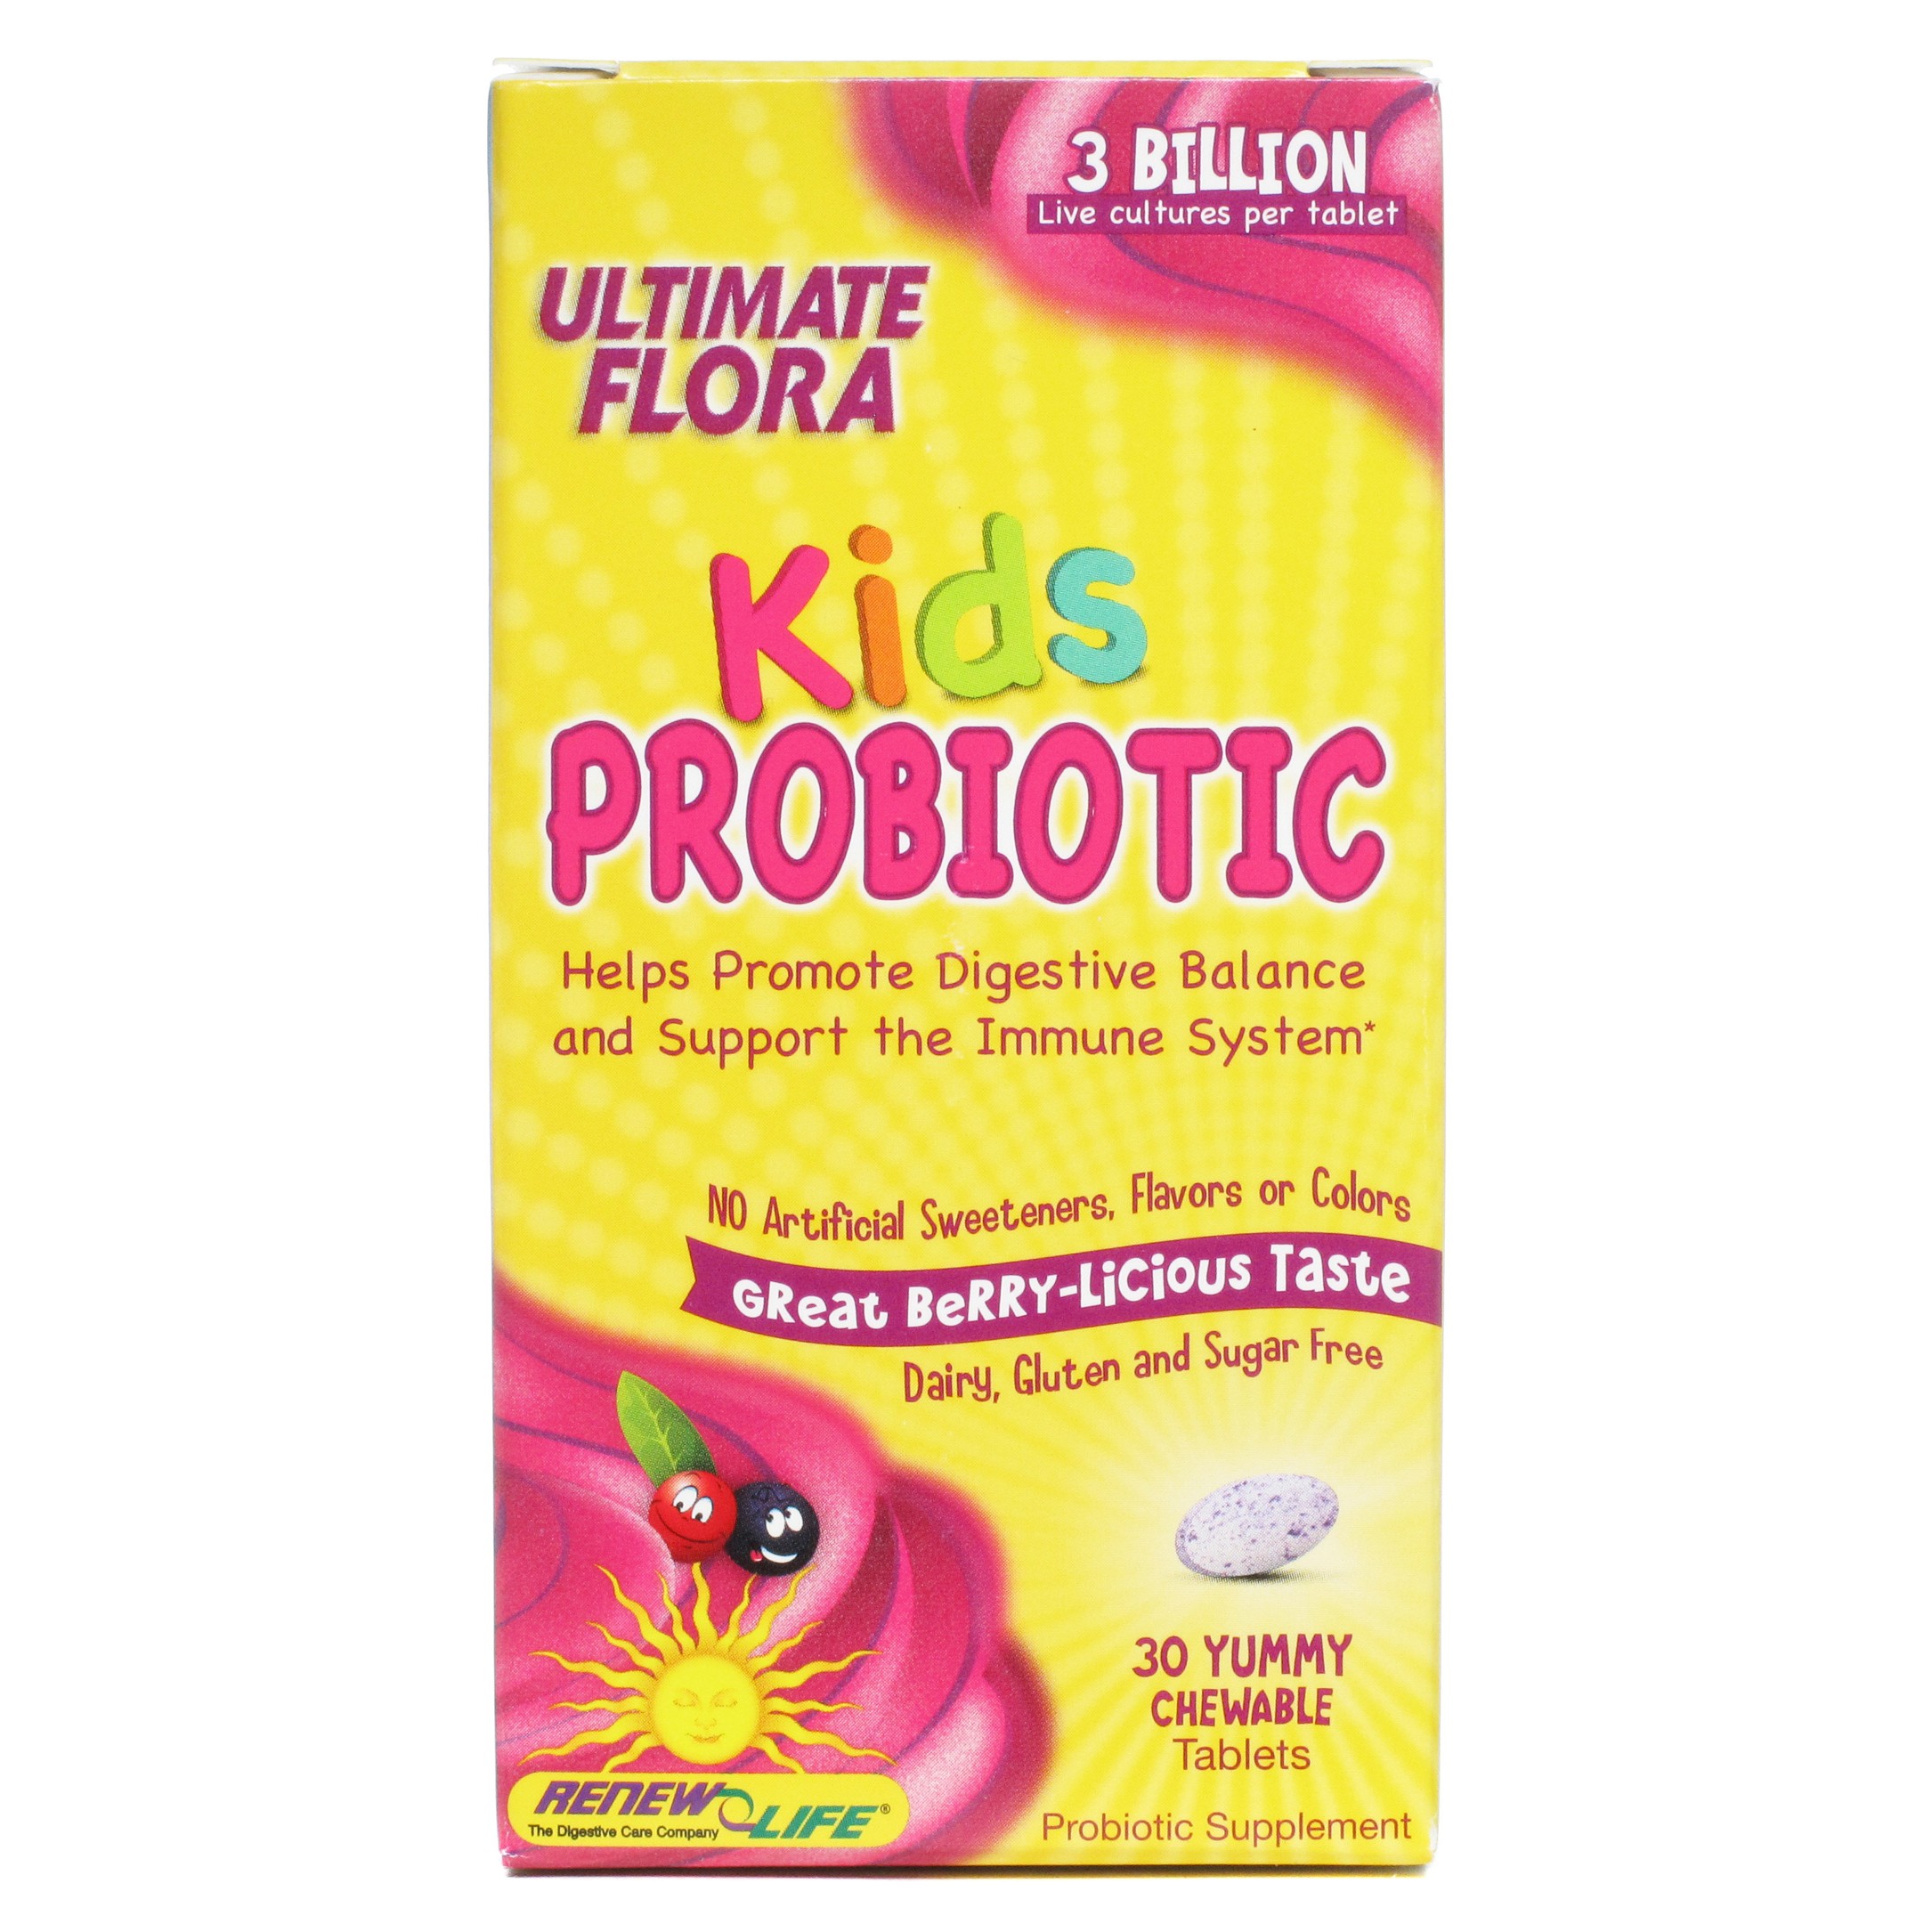 3 BILLION
Live cultures per tablet
ULTIMATE
FLORA
Kids
PROBIOTIC
Helps Promote Digestive Balance
and Support the Immune System*
NO Artificial Sweeteners, Flavors or Colors
GReat BeRRY-LiCious Taste
Dairy, Gluten and Sugar Free
30 YUMMY
CHEWABLE
Tablets
RENEW LIFE®
The Digestive Care Company
Probiotic Supplement